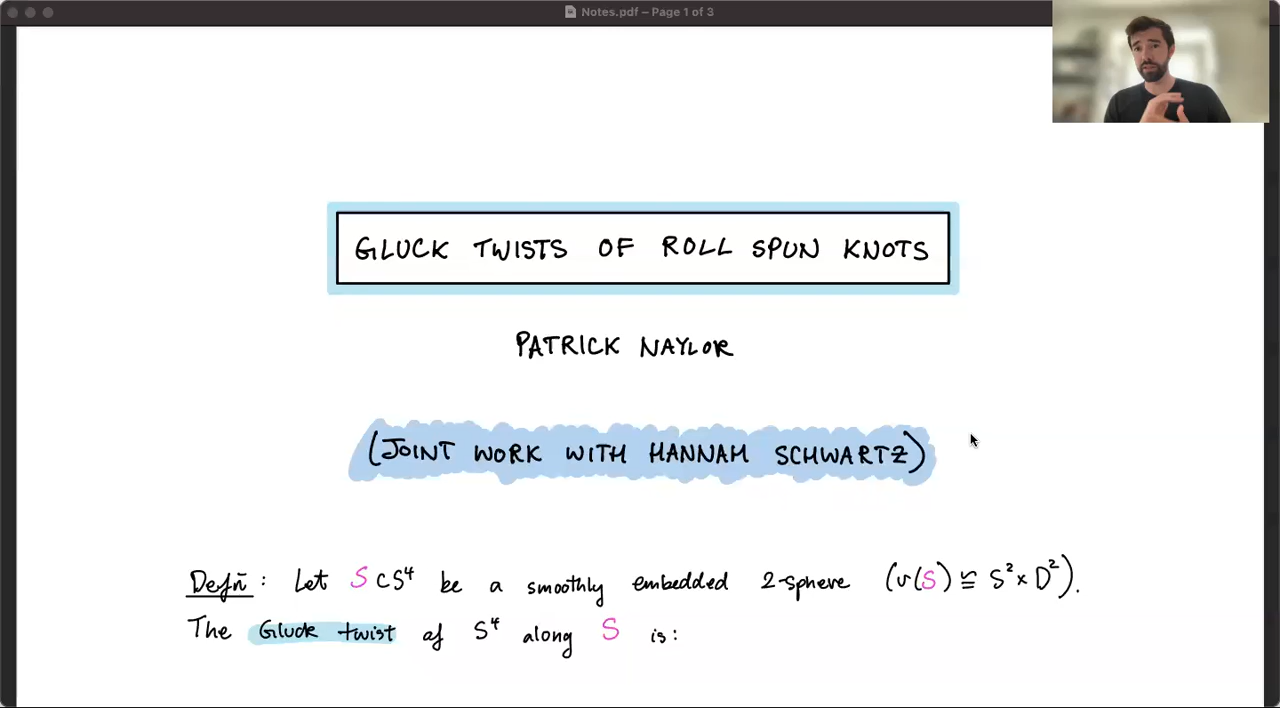 Notes.pdf – Page 1 of 3
GLUCK TWISTS OF ROLL SPUN KNOTS
PATRICK NAYLOR
(JOINT WORK WITH HANNAH SCHWARTZ)
Defn̄ : Let S ⊂ S⁴ be a smoothly embedded 2-sphere (ν(S) ≅ S² × D²).
The Gluck twist of S⁴ along S is: